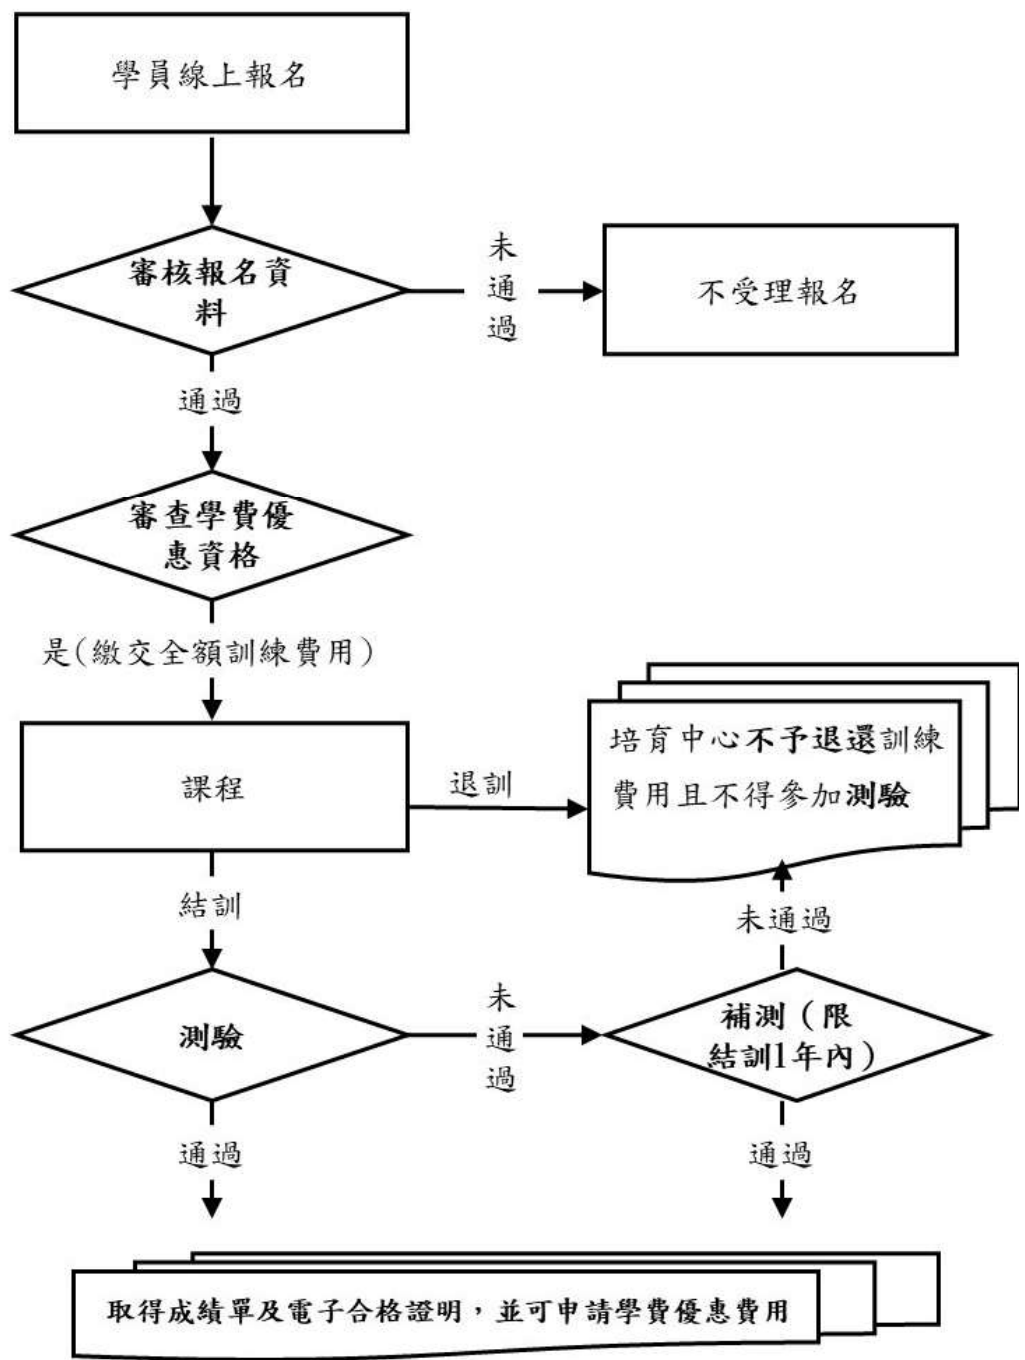 學員線上報名
審核報名資
料
未
通
過
不受理報名
通過
審查學費優
惠資格
是(繳交全額訓練費用)
課程
退訓
培育中心不予退還訓練
費用且不得參加測驗
結訓
未通過
測驗
未
通
過
補測（限
結訓1年內）
通過
通過
取得成績單及電子合格證明，並可申請學費優惠費用